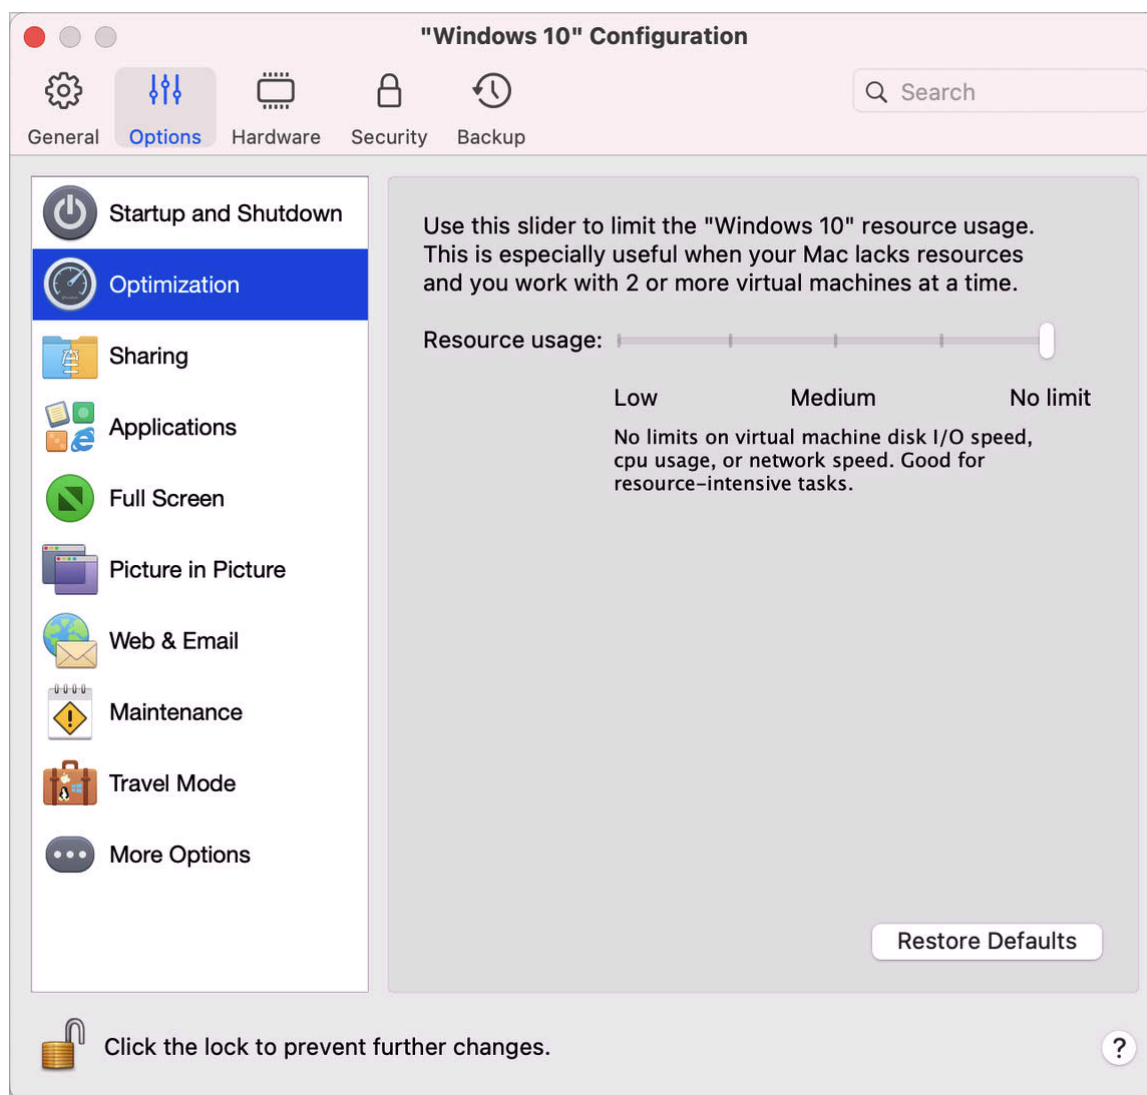 "Windows 10" Configuration
General
Options
Hardware
Security
Backup
Search
Startup and Shutdown
Optimization
Sharing
Applications
Full Screen
Picture in Picture
Web & Email
Maintenance
Travel Mode
More Options
Use this slider to limit the "Windows 10" resource usage.
This is especially useful when your Mac lacks resources
and you work with 2 or more virtual machines at a time.
Resource usage:
Low
Medium
No limit
No limits on virtual machine disk I/O speed,
cpu usage, or network speed. Good for
resource-intensive tasks.
Restore Defaults
Click the lock to prevent further changes.
?